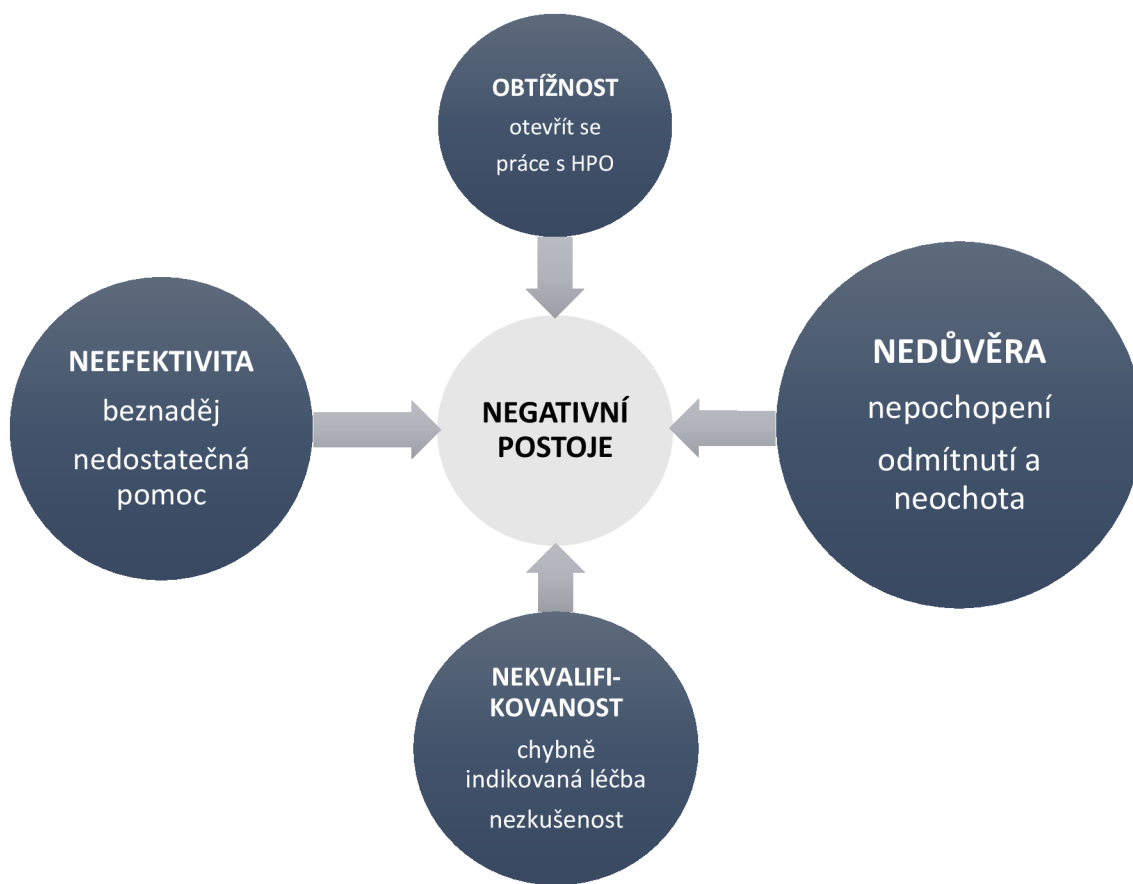 OBTÍŽNOST
otevřít se
práce s HPO
NEEFEKTIVITA
beznaděj
nedostatečná
pomoc
NEGATIVNÍ
POSTOJE
NEDŮVĚRA
nepochopení
odmítnutí a
neochota
NEKVALIFI-
KOVANOST
chybně
indikovaná léčba
nezkušenost